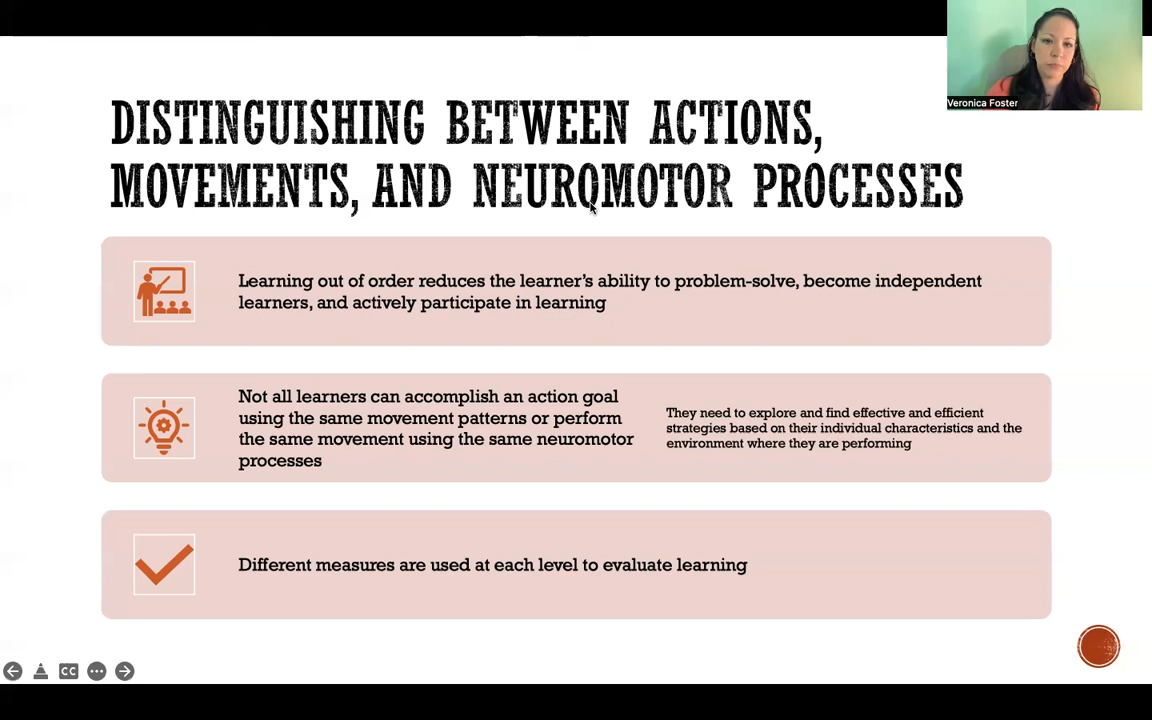 Veronica Foster
DISTINGUISHING BETWEEN ACTIONS,
MOVEMENTS, AND NEUROMOTOR PROCESSES
Learning out of order reduces the learner's ability to problem-solve, become independent
learners, and actively participate in learning
Not all learners can accomplish an action goal
using the same movement patterns or perform
the same movement using the same neuromotor
processes
They need to explore and find effective and efficient
strategies based on their individual characteristics and the
environment where they are performing
Different measures are used at each level to evaluate learning
CC